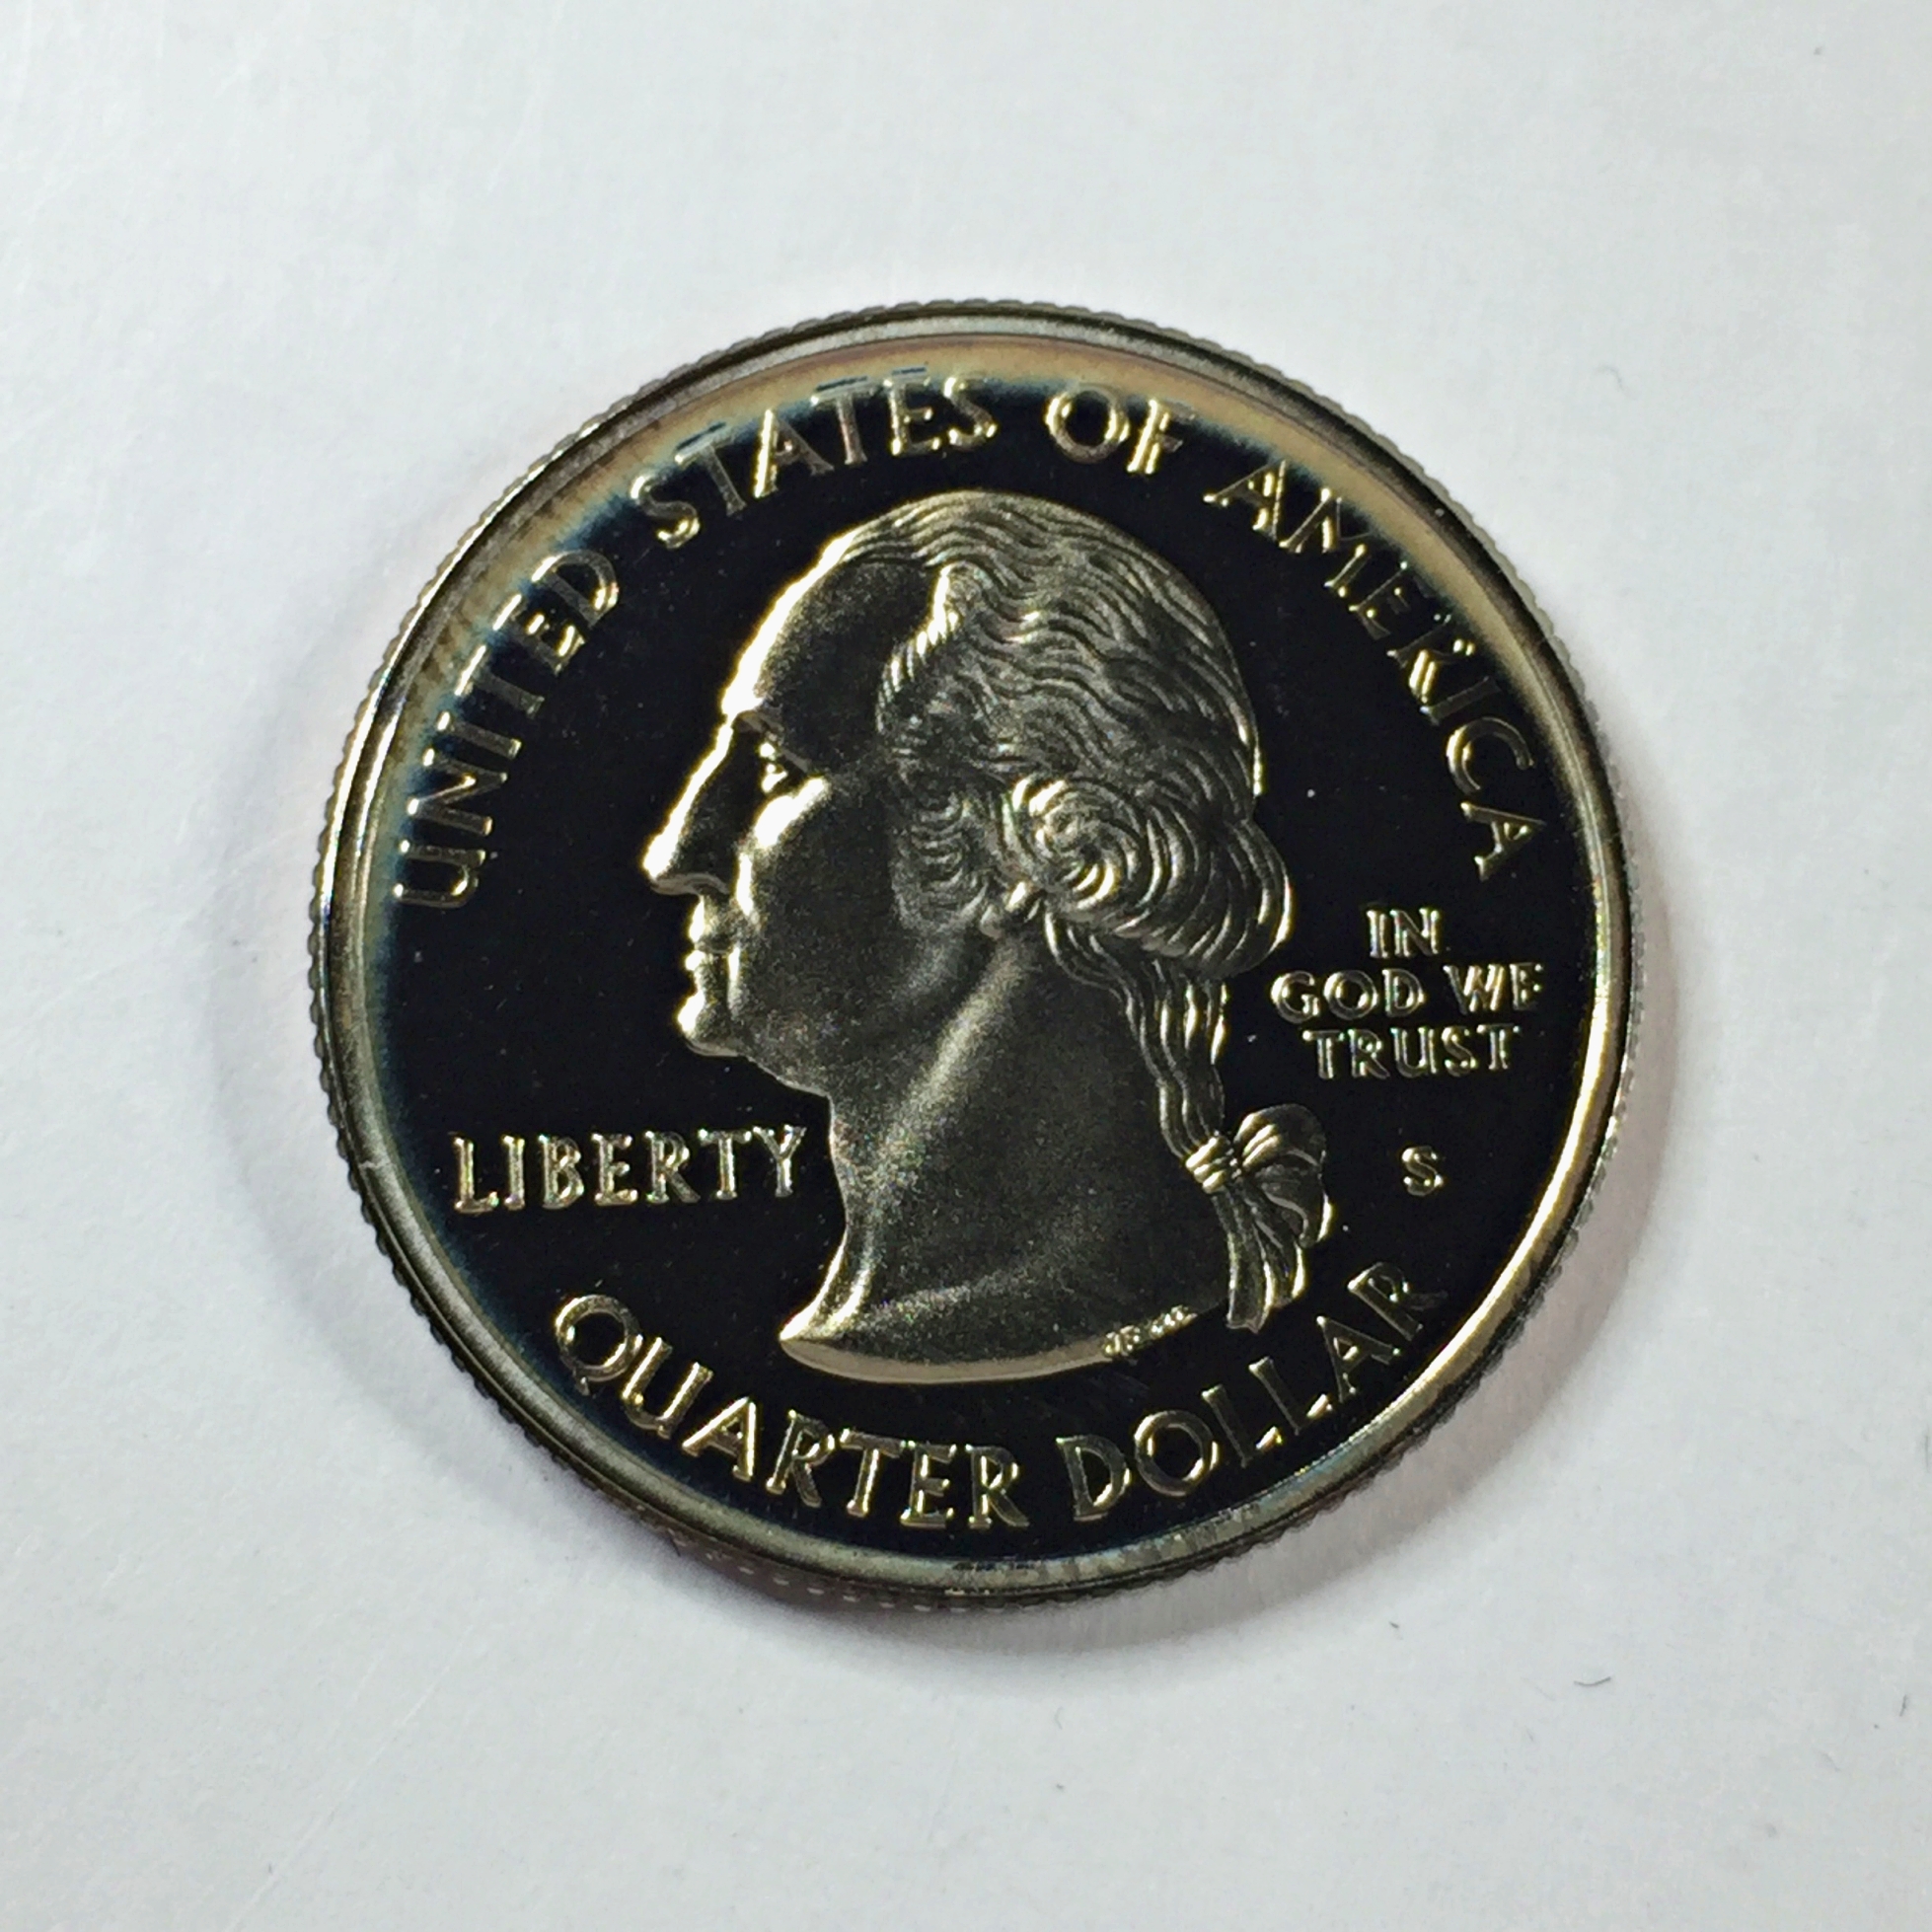 UNITED STATES OF AMERICA
IN
GOD WE
TRUST
LIBERTY
S
QUARTER DOLLAR